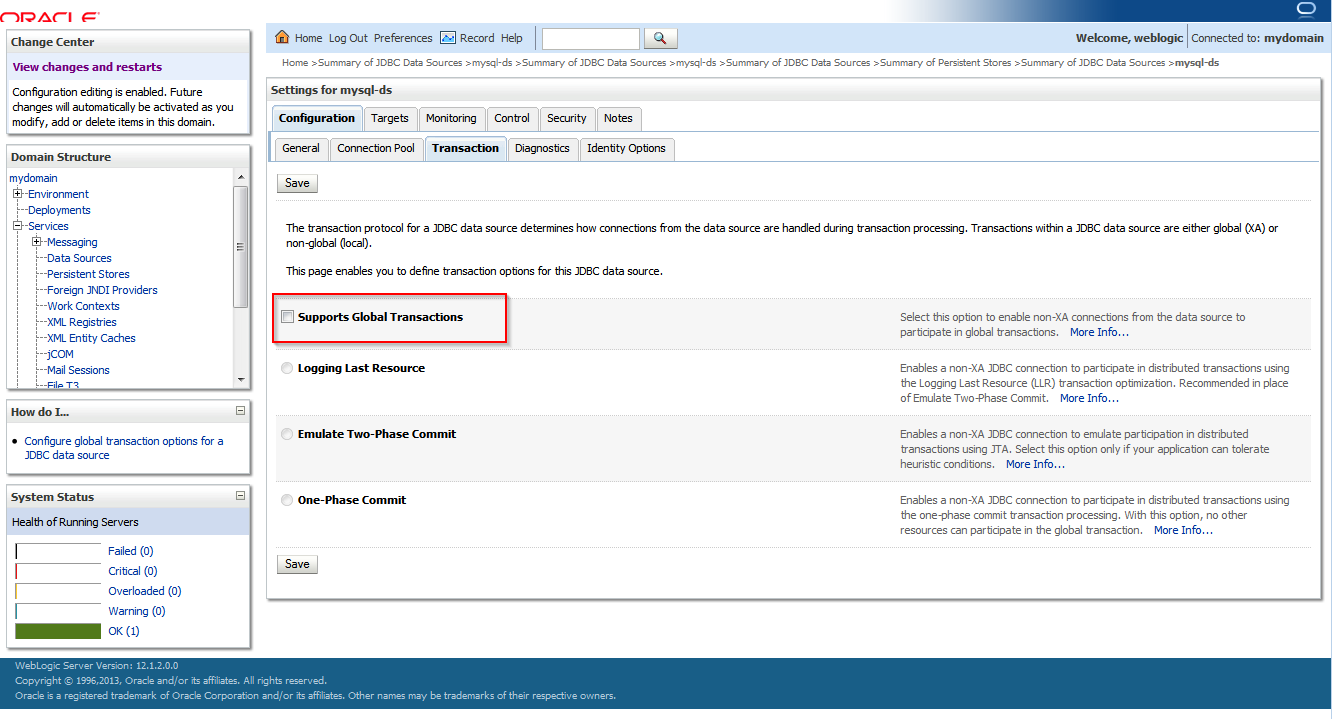 ORACLE
Change Center
View changes and restarts
Configuration editing is enabled. Future
changes will automatically be activated as you
modify, add or delete items in this domain.
Domain Structure
mydomain
Environment
Deployments
Services
Messaging
Data Sources
Persistent Stores
Foreign JNDI Providers
Work Contexts
XML Registries
XML Entity Caches
jCOM
Mail Sessions
File T3
How do I...
Configure global transaction options for a
JDBC data source
System Status
Health of Running Servers
Failed (0)
Critical (0)
Overloaded (0)
Warning (0)
OK (1)
Home Log Out Preferences Record Help
Welcome, weblogic Connected to: mydomain
Home >Summary of JDBC Data Sources >mysql-ds >Summary of JDBC Data Sources >mysql-ds >Summary of JDBC Data Sources >Summary of Persistent Stores >Summary of JDBC Data Sources >mysql-ds
Settings for mysql-ds
Configuration Targets Monitoring Control Security Notes
General Connection Pool Transaction Diagnostics Identity Options
Save
The transaction protocol for a JDBC data source determines how connections from the data source are handled during transaction processing. Transactions within a JDBC data source are either global (XA) or
non-global (local).
This page enables you to define transaction options for this JDBC data source.
Supports Global Transactions
Select this option to enable non-XA connections from the data source to
participate in global transactions. More Info...
Logging Last Resource
Enables a non-XA JDBC connection to participate in distributed transactions using
the Logging Last Resource (LLR) transaction optimization. Recommended in place
of Emulate Two-Phase Commit. More Info...
Emulate Two-Phase Commit
Enables a non-XA JDBC connection to emulate participation in distributed
transactions using JTA. Select this option only if your application can tolerate
heuristic conditions. More Info...
One-Phase Commit
Enables a non-XA JDBC connection to participate in distributed transactions using
the one-phase commit transaction processing. With this option, no other
resources can participate in the global transaction. More Info...
Save
WebLogic Server Version: 12.1.2.0.0
Copyright © 1996,2013, Oracle and/or its affiliates. All rights reserved.
Oracle is a registered trademark of Oracle Corporation and/or its affiliates. Other names may be trademarks of their respective owners.